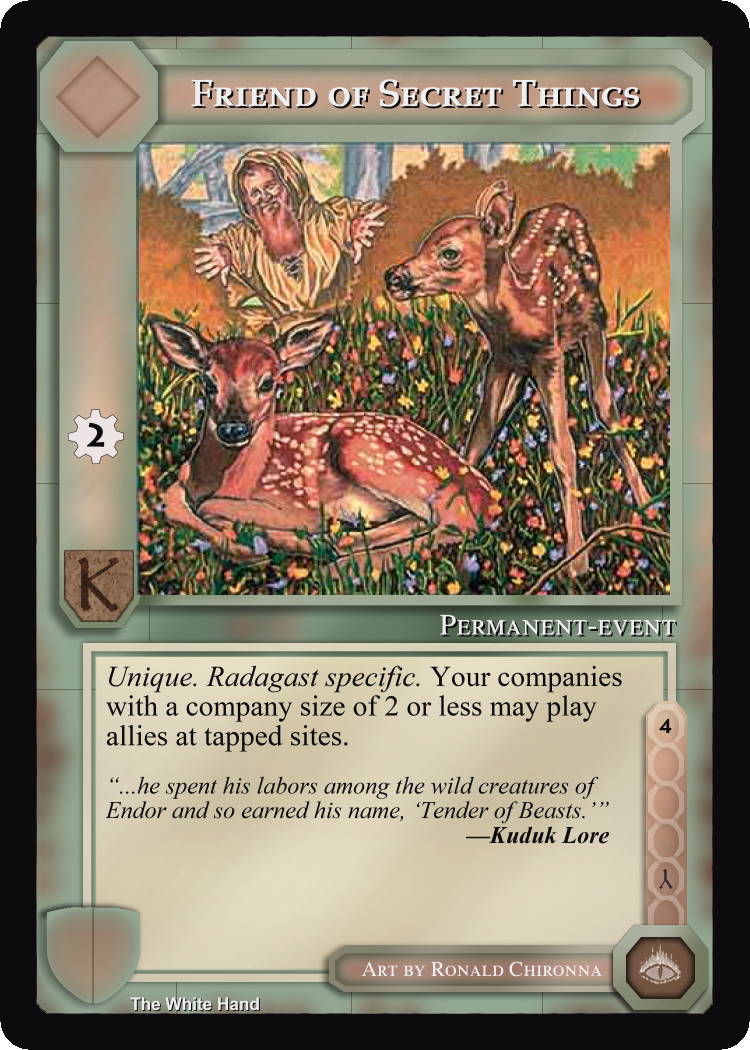 Friend of Secret Things
2
K
Permanent-event
Unique. Radagast specific. Your companies
with a company size of 2 or less may play
allies at tapped sites.
“...he spent his labors among the wild creatures of
Endor and so earned his name, ‘Tender of Beasts.’”
—Kuduk Lore
4
Art by Ronald Chironna
The White Hand